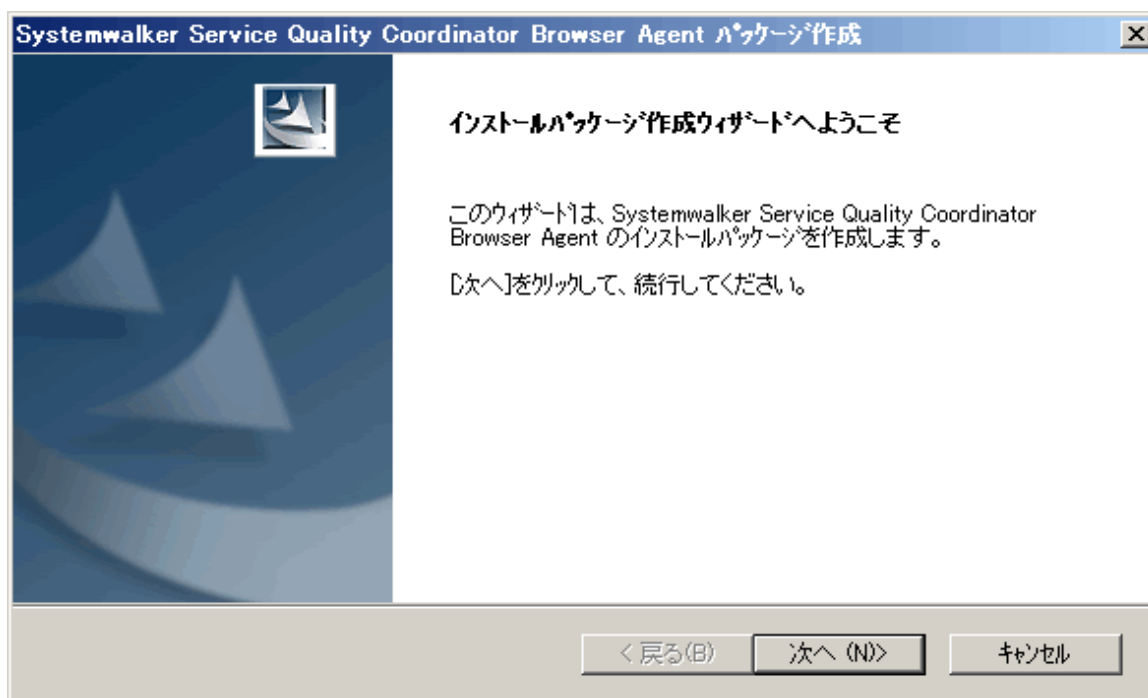 Systemwalker Service Quality Coordinator Browser Agent ﾊﾟｯｹｰｼﾞ作成
ｲﾝｽﾄｰﾙﾊﾟｯｹｰｼﾞ作成ｳｨｻﾞｰﾄﾞへようこそ
このｳｨｻﾞｰﾄﾞは、Systemwalker Service Quality Coordinator
Browser Agent のｲﾝｽﾄｰﾙﾊﾟｯｹｰｼﾞを作成します。
[次へ]をｸﾘｯｸして、続行してください。
< 戻る(B)
次へ (N)>
ｷｬﾝｾﾙ